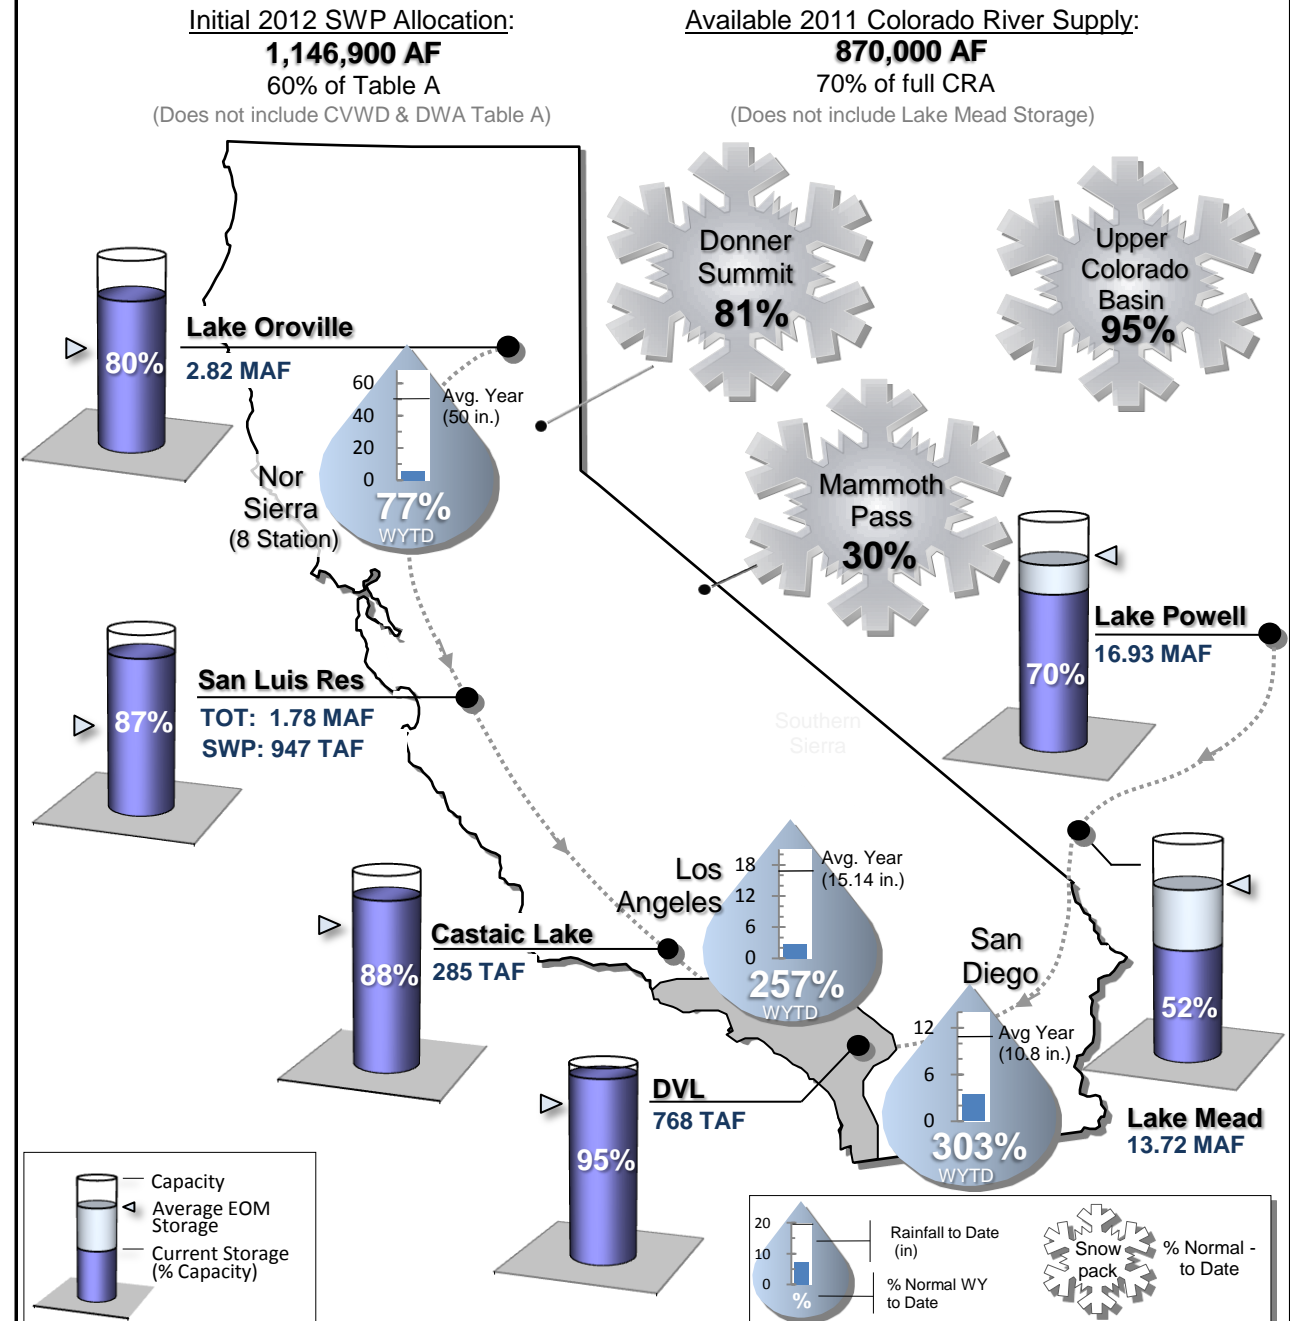 Initial 2012 SWP Allocation:
1,146,900 AF
60% of Table A
(Does not include CVWD & DWA Table A)
Available 2011 Colorado River Supply:
870,000 AF
70% of full CRA
(Does not include Lake Mead Storage)
Donner
Summit
81%
Upper
Colorado
Basin
95%
Lake Oroville
80%
2.82 MAF
60
40
20
0
Avg. Year
(50 in.)
Nor
Sierra
(8 Station)
77%
WYTD
Mammoth
Pass
30%
Lake Powell
16.93 MAF
70%
San Luis Res
87%
TOT: 1.78 MAF
SWP: 947 TAF
Southern
Sierra
Los
Angeles
18
12
6
0
Avg. Year
(15.14 in.)
257%
WYTD
Castaic Lake
285 TAF
88%
San
Diego
12
6
0
Avg Year
(10.8 in.)
303%
WYTD
52%
Lake Mead
13.72 MAF
DVL
768 TAF
95%
Capacity
Average EOM
Storage
Current Storage
(% Capacity)
20
10
0
%
Rainfall to Date
(in)
% Normal WY
to Date
Snow
pack
% Normal -
to Date